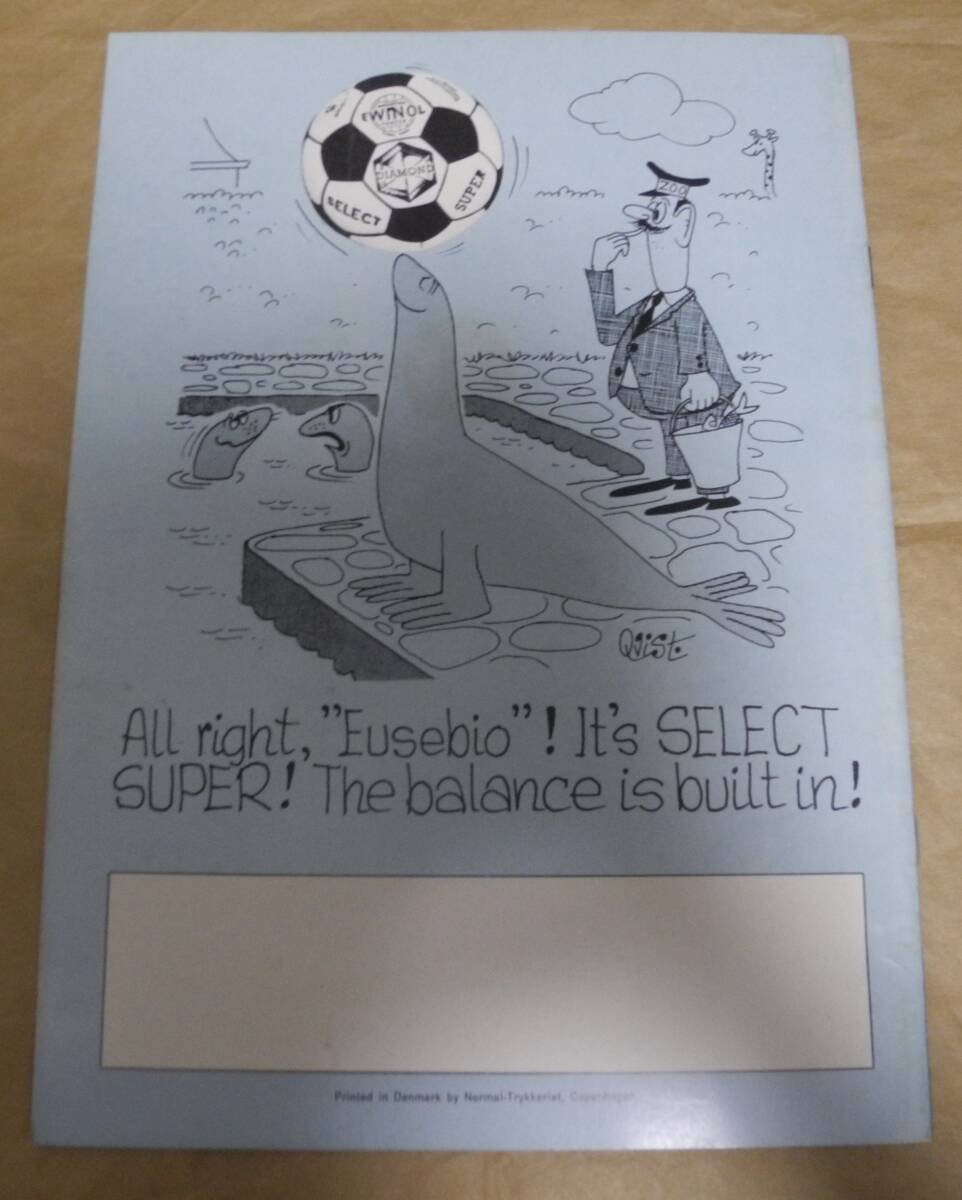 EWINOL
DIAMOND
SELECT
SUPER
ZOO
Qvist.
All right, "Eusebio"! It's SELECT
SUPER! The balance is built in!
Printed in Denmark by Normal-Trykkeriet, Copenhagen